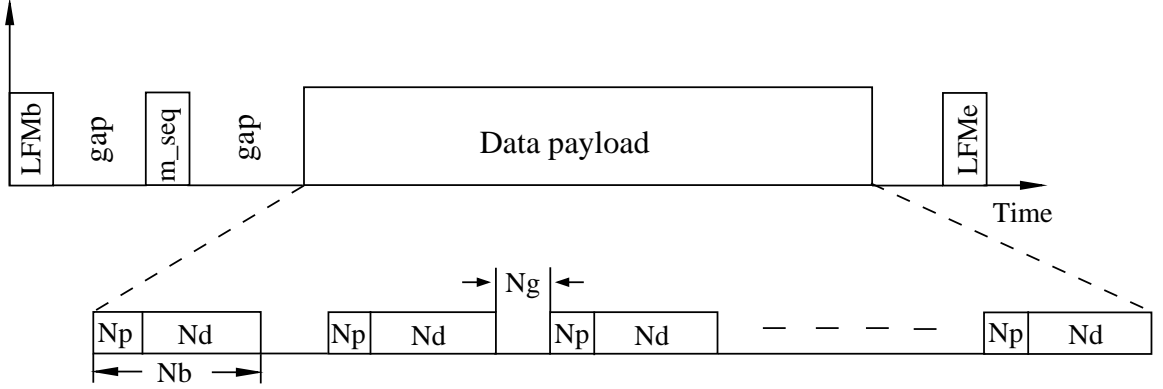 LFMb
gap
m_seq
gap
Data payload
LFMe
Time
Ng
Np Nd Np Nd Np Nd Np Nd
Nb